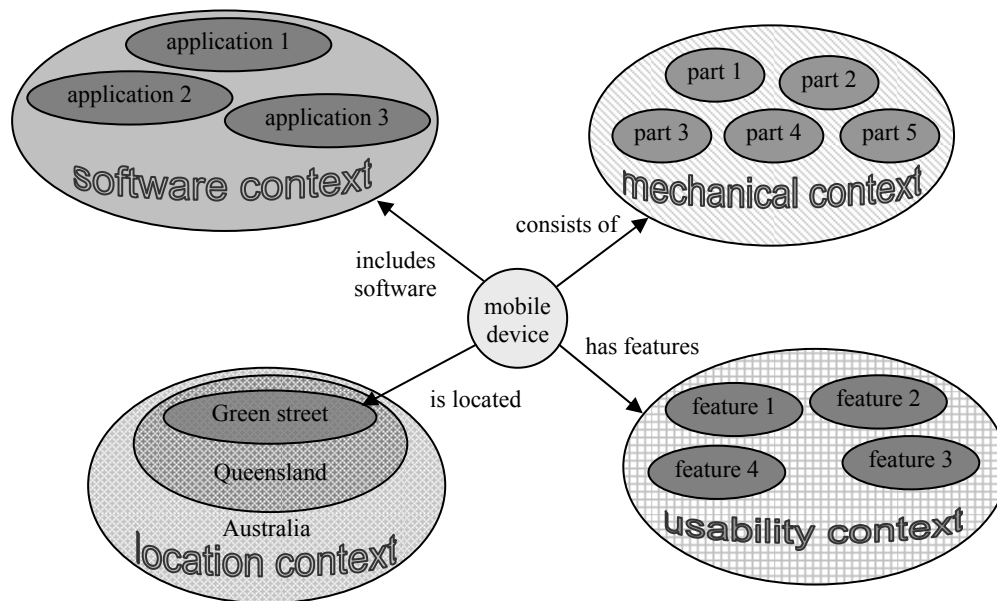 application 1
application 2
application 3
software context
part 1
part 2
part 3
part 4
part 5
mechanical context
consists of
includes
software
mobile
device
has features
is located
Green street
Queensland
Australia
location context
feature 1
feature 2
feature 3
feature 4
usability context